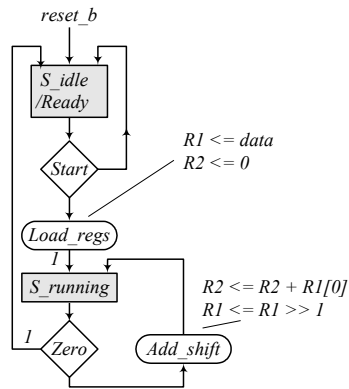 reset_b
S_idle
/Ready
Start
R1 <= data
R2 <= 0
Load_regs
1
S_running
R2 <= R2 + R1[0]
R1 <= R1 >> 1
1
Zero
Add_shift